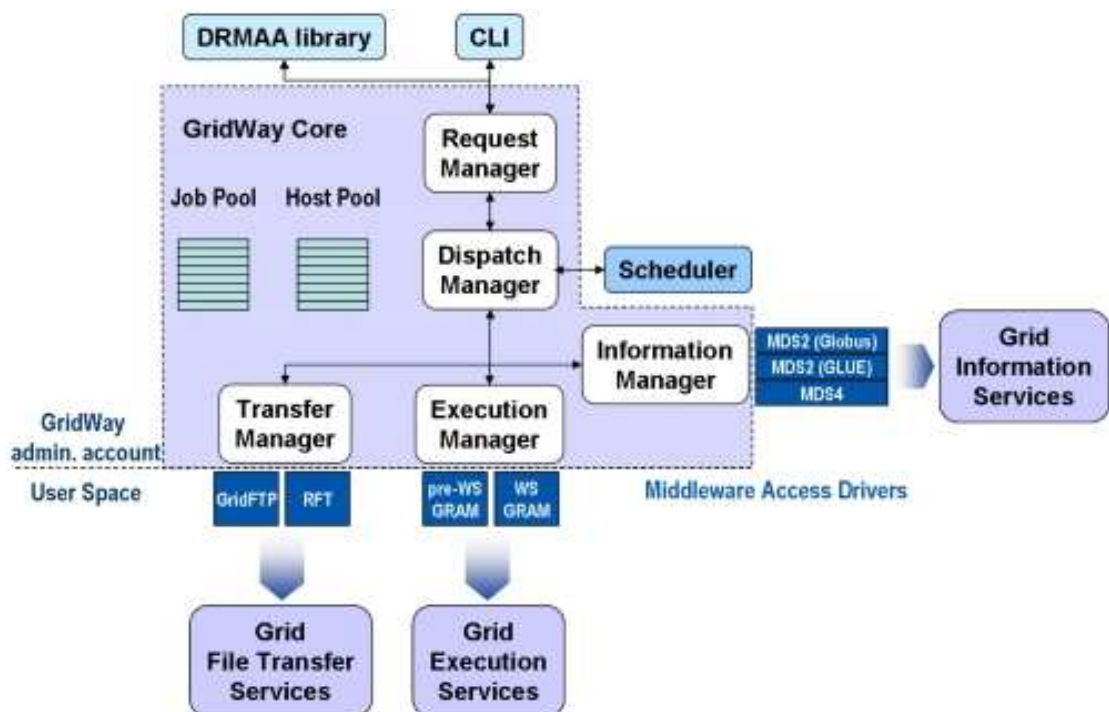 DRMAA library
CLI
GridWay Core
Request
Manager
Job Pool
Host Pool
Dispatch
Manager
Scheduler
Information
Manager
MDS2 (Globus)
MDS2 (GLUE)
MDS4
Grid
Information
Services
Transfer
Manager
Execution
Manager
GridWay
admin. account
User Space
GridFTP
RFT
pre-WS
GRAM
WS
GRAM
Middleware Access Drivers
Grid
File Transfer
Services
Grid
Execution
Services